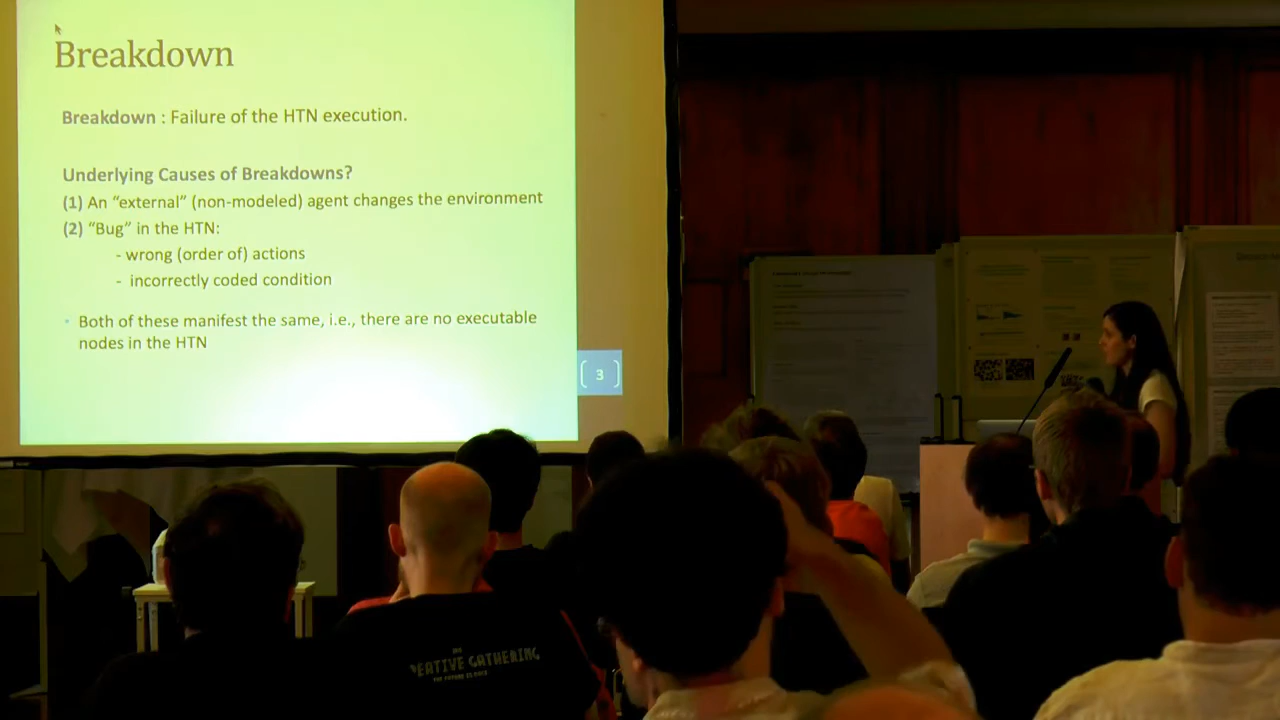 Breakdown
Breakdown : Failure of the HTN execution.
Underlying Causes of Breakdowns?
(1) An “external” (non-modeled) agent changes the environment
(2) “Bug” in the HTN:
- wrong (order of) actions
- incorrectly coded condition
• Both of these manifest the same, i.e., there are no executable
nodes in the HTN
3
GATHERING